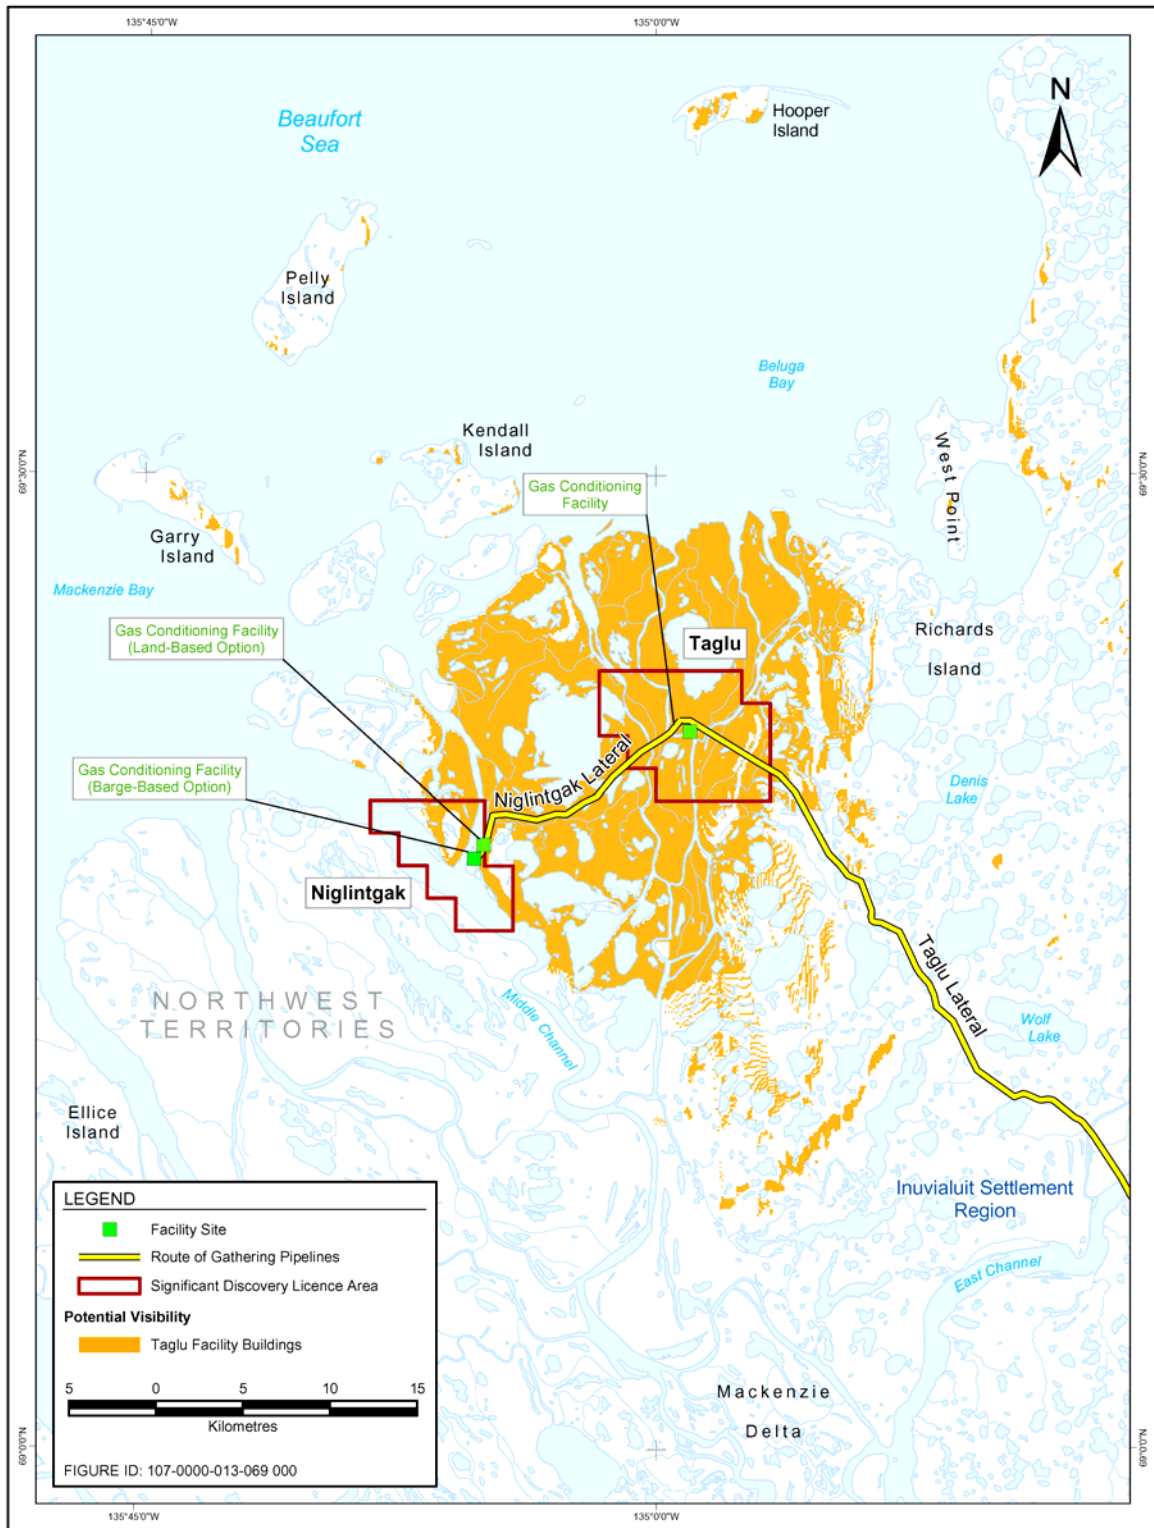 135°45'0"W
135°0'0"W
N
Beaufort
Sea
Hooper
Island
Pelly
Island
Beluga
Bay
Kendall
Island
West Point
69°30'0"N
69°30'0"N
Gas Conditioning
Facility
Garry
Island
Mackenzie Bay
Gas Conditioning Facility
(Land-Based Option)
Taglu
Richards
Island
Niglintgak Lateral
Gas Conditioning Facility
(Barge-Based Option)
Denis
Lake
Niglintgak
Taglu Lateral
NORTHWEST
TERRITORIES
Middle Channel
Wolf
Lake
Ellice
Island
Inuvialuit Settlement
Region
East Channel
LEGEND
Facility Site
Route of Gathering Pipelines
Significant Discovery Licence Area
Potential Visibility
Taglu Facility Buildings
5 0 5 10 15
Kilometres
FIGURE ID: 107-0000-013-069 000
Mackenzie
Delta
69°0'0"N
69°0'0"N
135°45'0"W
135°0'0"W